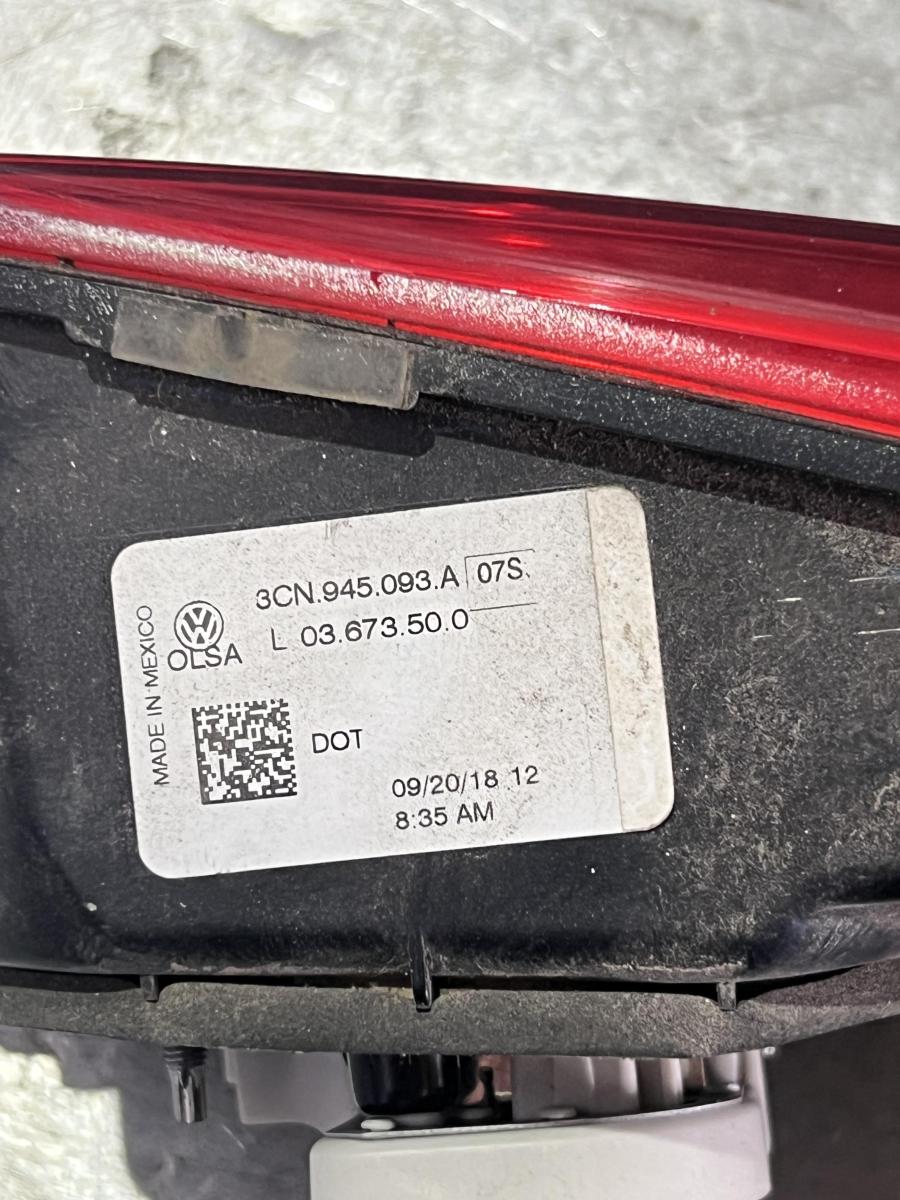 3CN.945.093.A 07S
L 03.673.50.0
OLSA
MADE IN MEXICO
DOT
09/20/18 12
8:35 AM